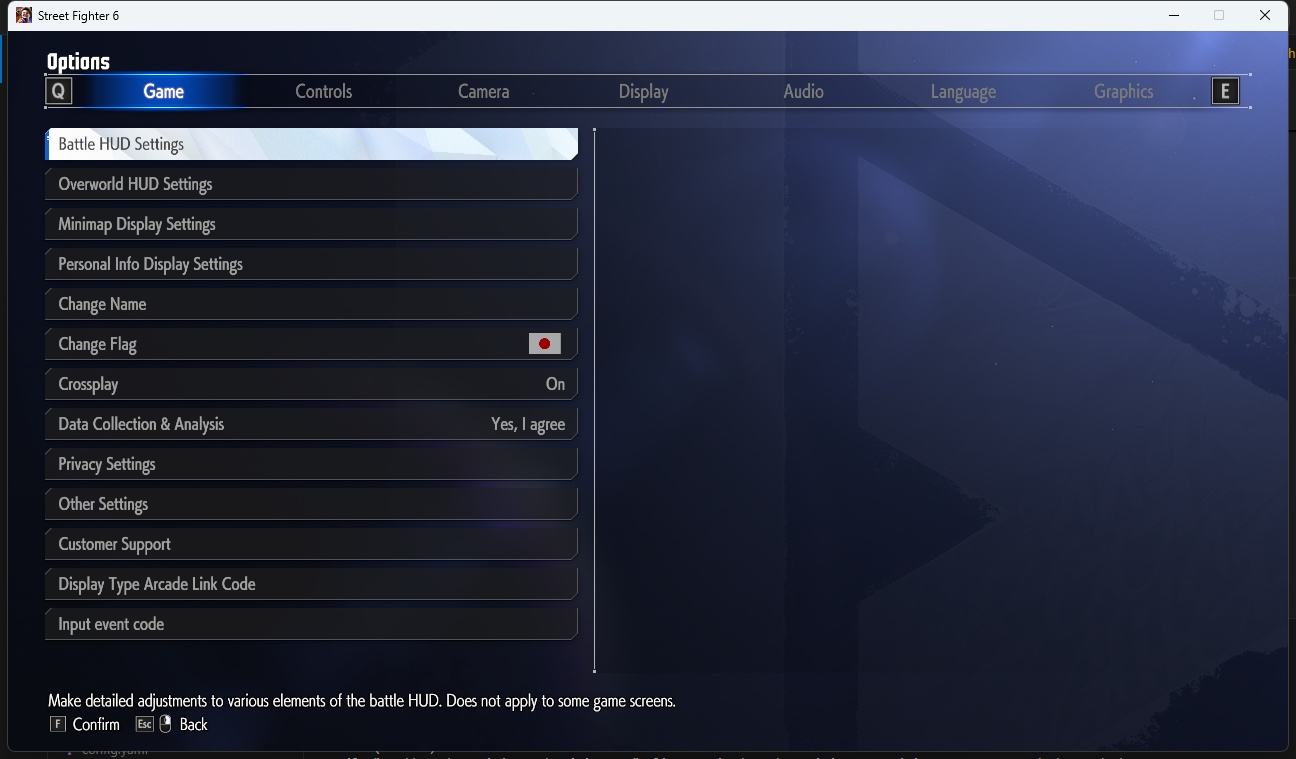 Street Fighter 6
Options
Q Game Controls Camera Display Audio Language Graphics E
Battle HUD Settings
Overworld HUD Settings
Minimap Display Settings
Personal Info Display Settings
Change Name
Change Flag
Crossplay On
Data Collection & Analysis Yes, I agree
Privacy Settings
Other Settings
Customer Support
Display Type Arcade Link Code
Input event code
Make detailed adjustments to various elements of the battle HUD. Does not apply to some game screens.
F Confirm Esc Back